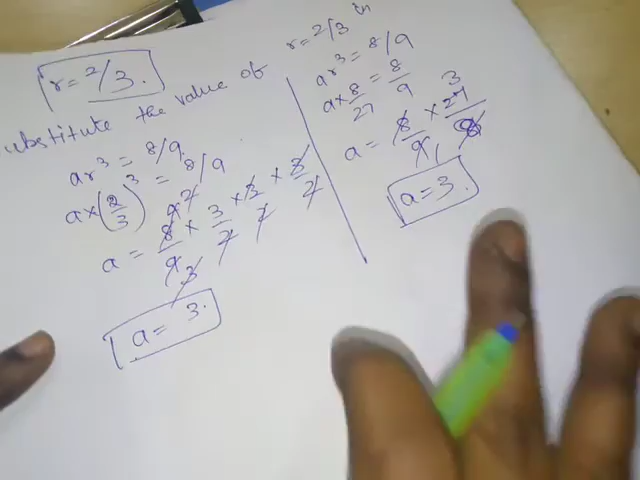 r = 2/3.
substitute the value of r = 2/3 in
ar³ = 8/9.
a×(2/3)³ = 8/9
a = 8/9 × 3/2 × 3/2 × 3/2
a = 3.
ar³ = 8/9
a×8/27 = 8/9
a = 8/9 × 27/8
a = 3.